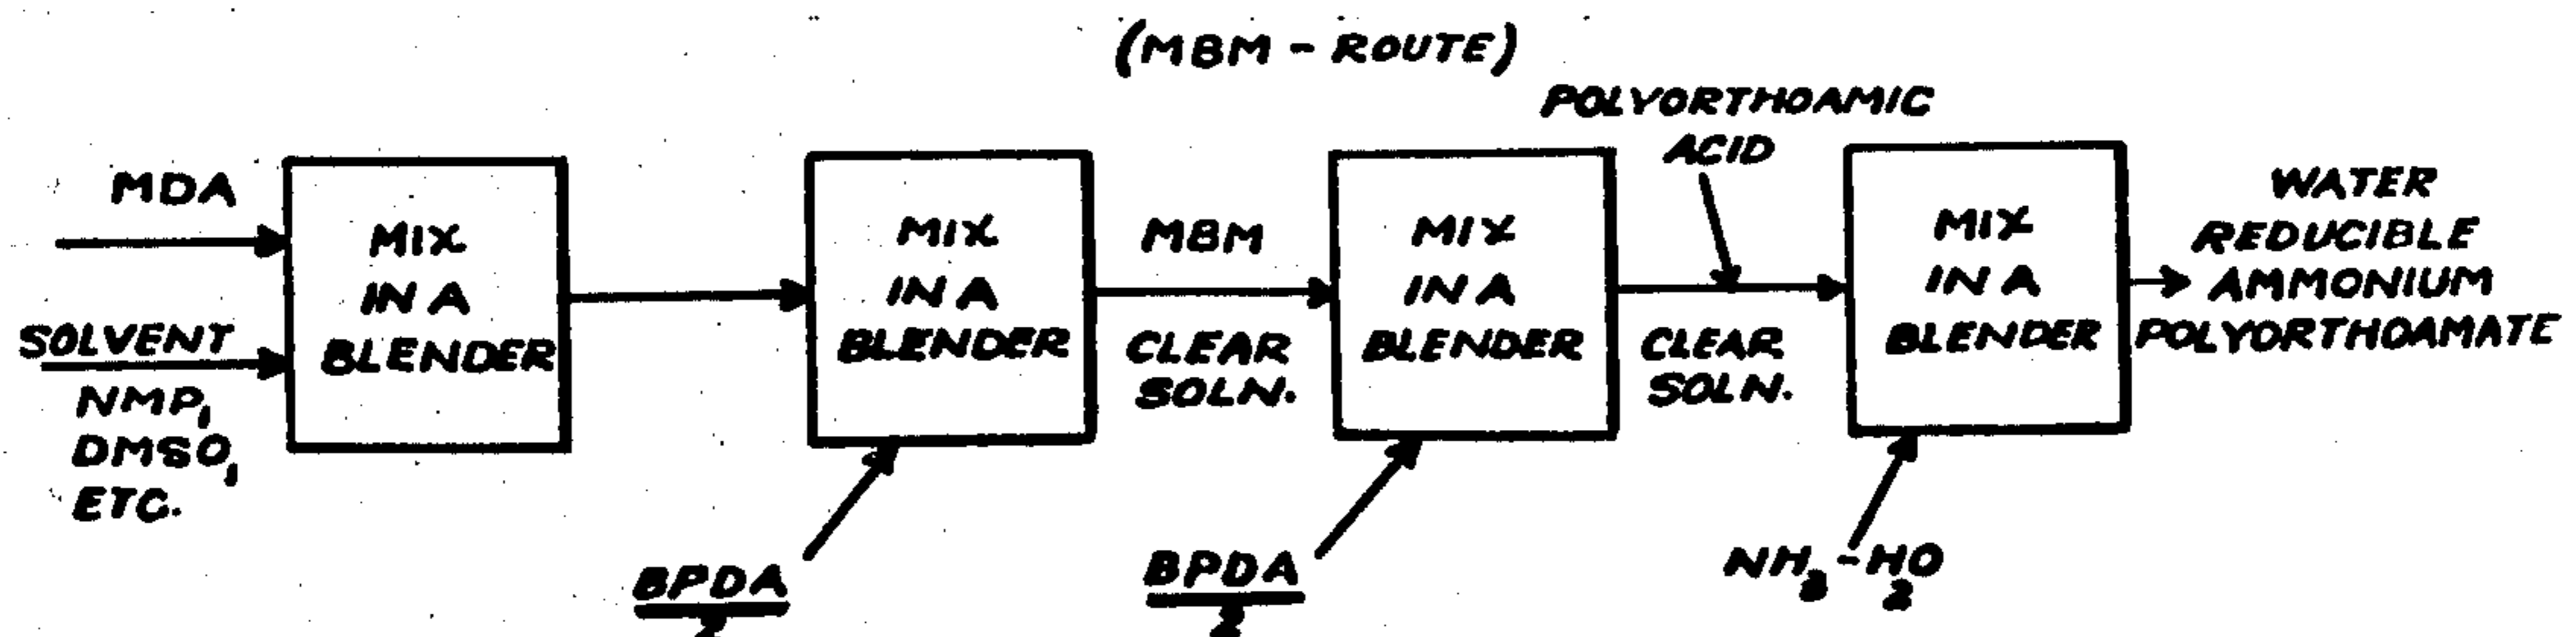 (MBM - ROUTE)
POLYORTHOAMIC
ACID
MDA
SOLVENT
NMP,
DMSO,
ETC.
MIX
IN A
BLENDER
MIX
IN A
BLENDER
BPDA
2
MBM
CLEAR
SOLN.
MIX
IN A
BLENDER
BPDA
2
CLEAR
SOLN.
MIX
IN A
BLENDER
NH3-H2O
WATER
REDUCIBLE
AMMONIUM
POLYORTHOAMATE